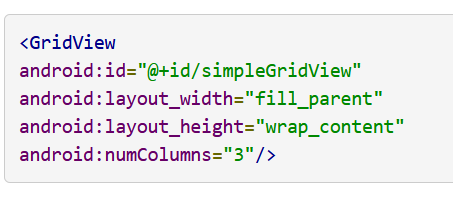 <GridView
android:id="@+id/simpleGridView"
android:layout_width="fill_parent"
android:layout_height="wrap_content"
android:numColumns="3"/>